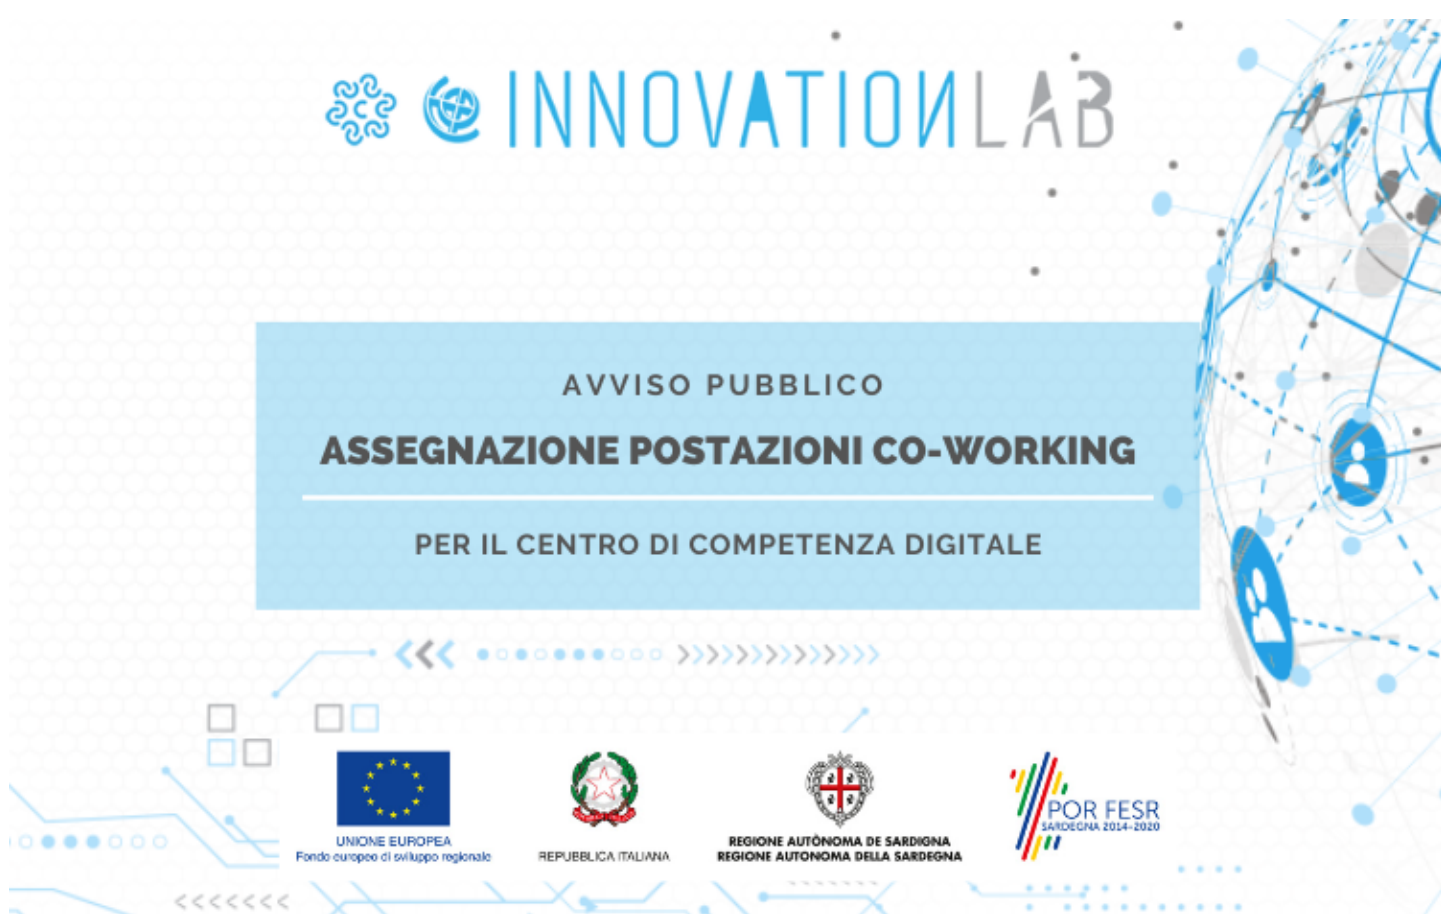 INNOVATIONLAB
AVVISO PUBBLICO
ASSEGNAZIONE POSTAZIONI CO-WORKING
PER IL CENTRO DI COMPETENZA DIGITALE
UNIONE EUROPEA
Fondo europeo di sviluppo regionale
REPUBBLICA ITALIANA
REGIONE AUTÒNOMA DE SARDIGNA
REGIONE AUTONOMA DELLA SARDEGNA
POR FESR
SARDEGNA 2014-2020